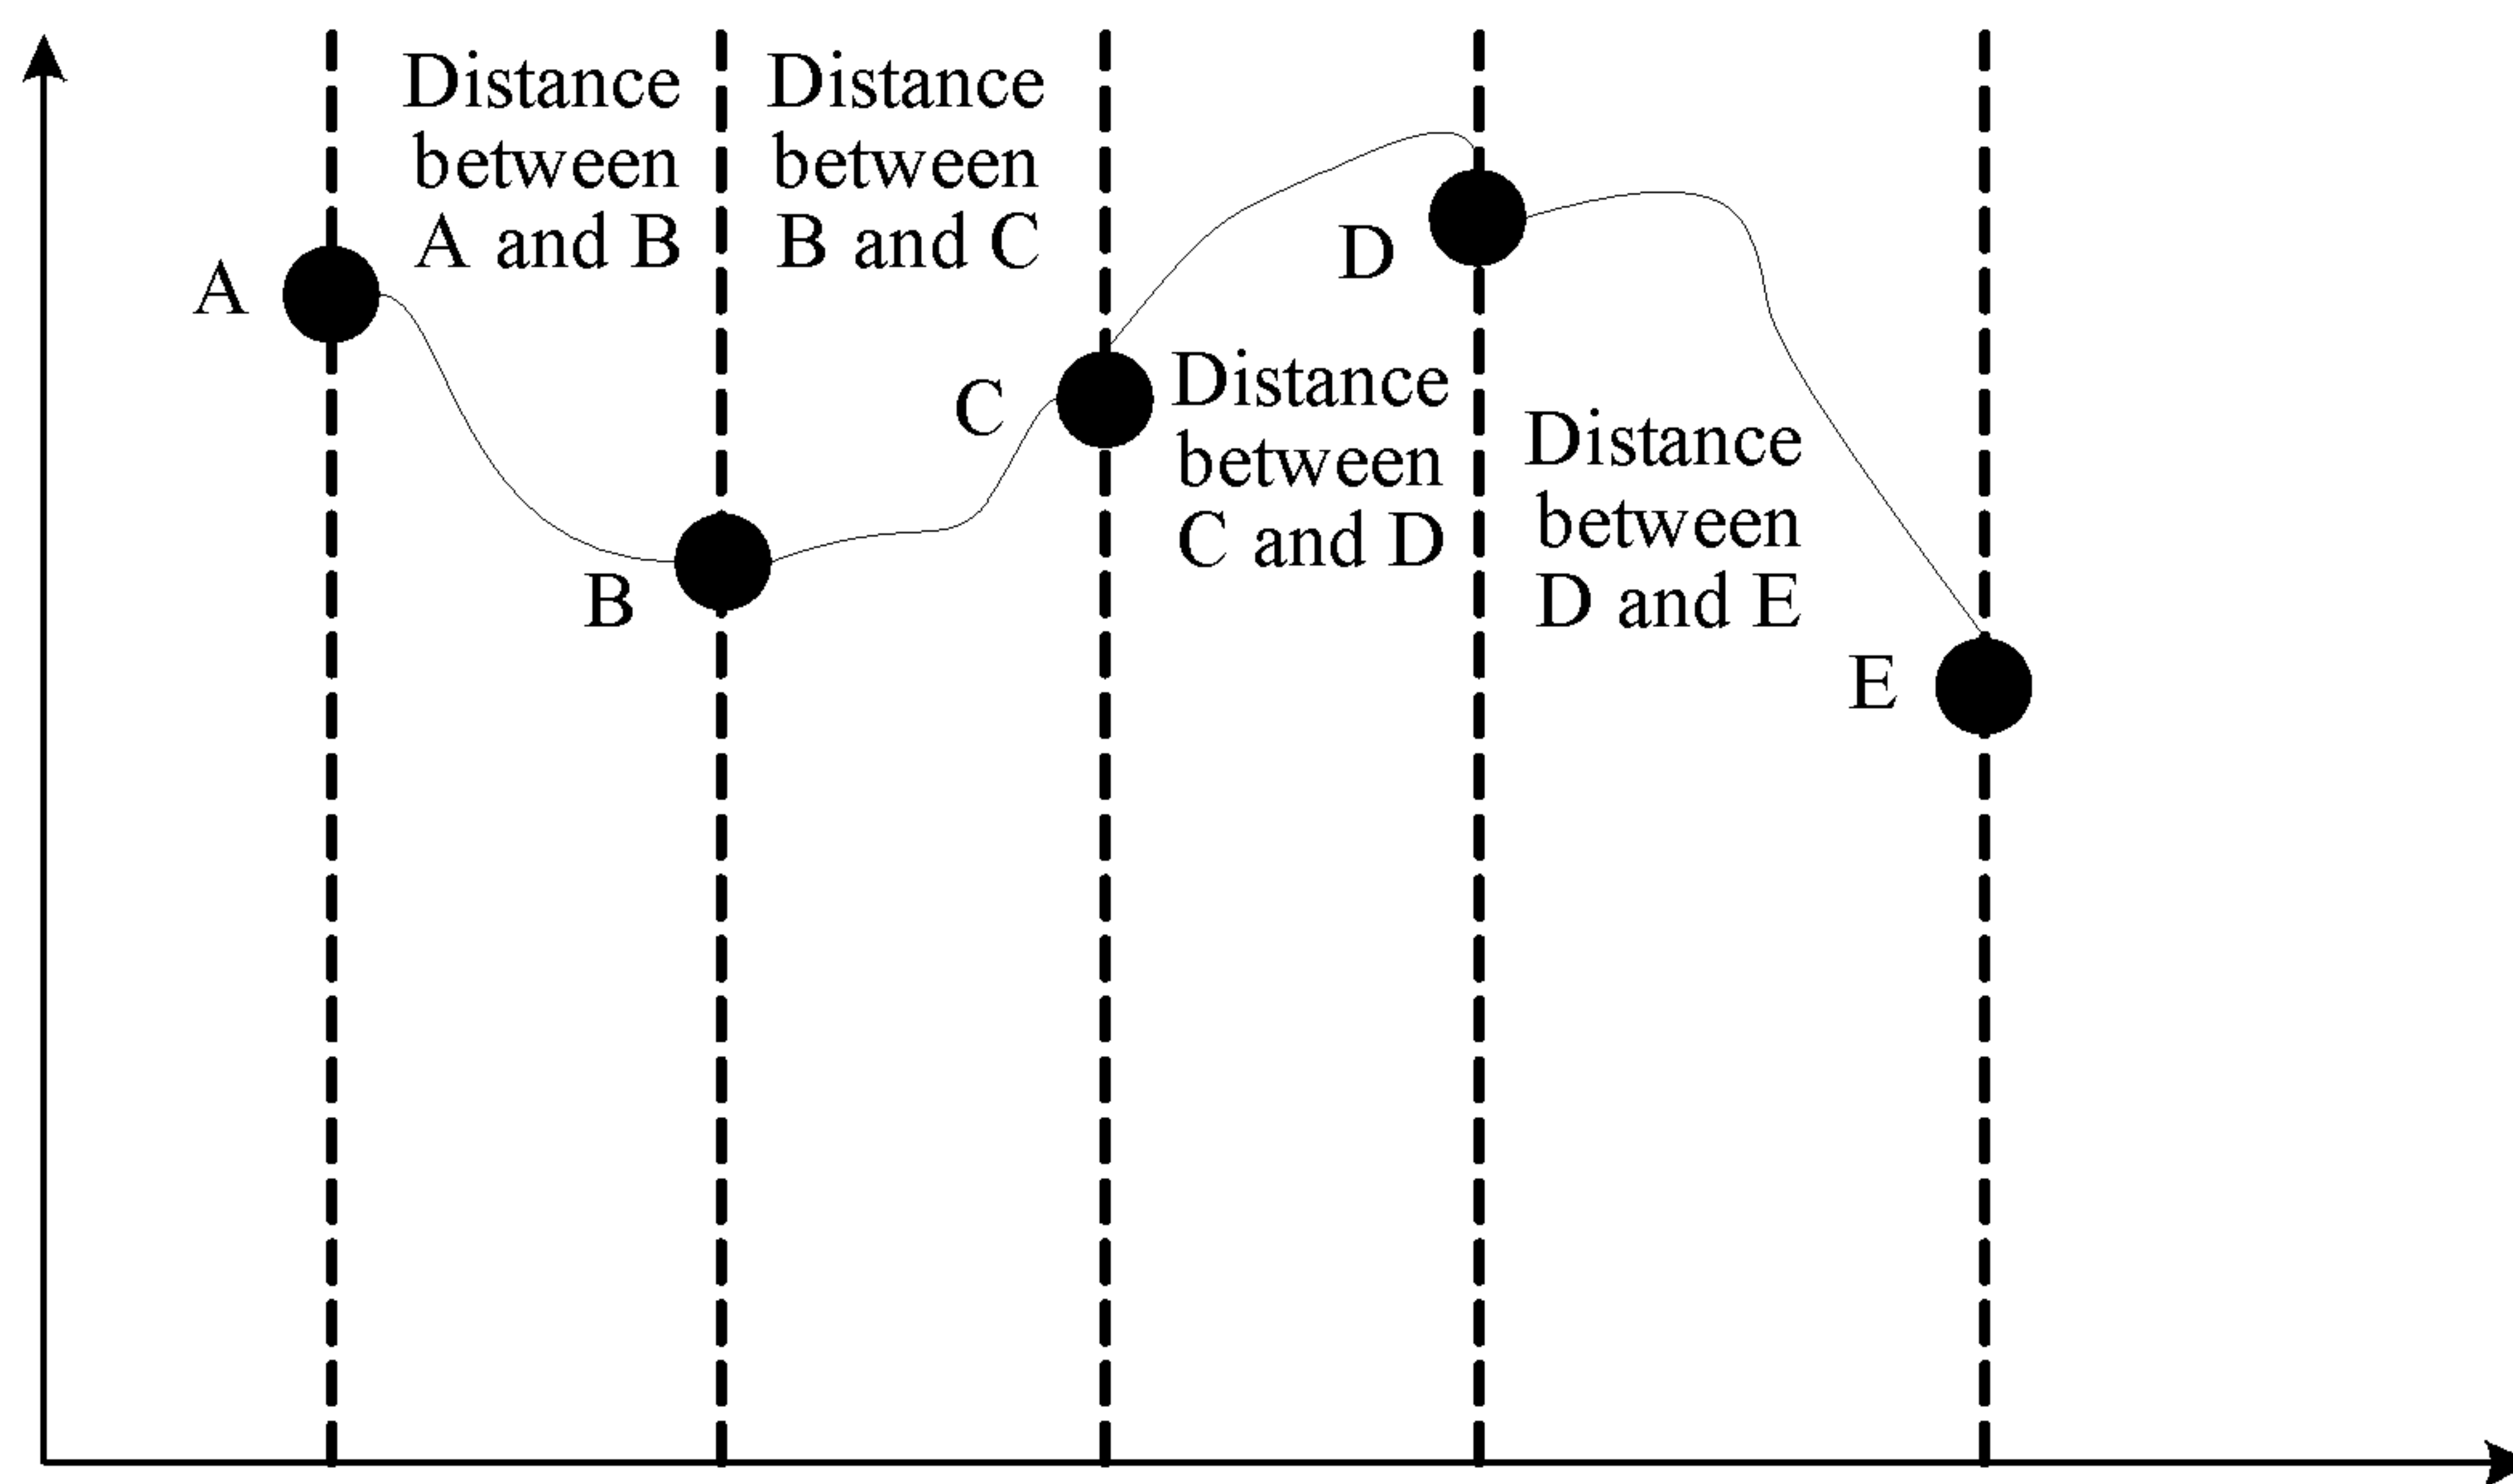 Distance
between
A and B
Distance
between
B and C
A
D
C
Distance
between
C and D
Distance
between
D and E
B
E